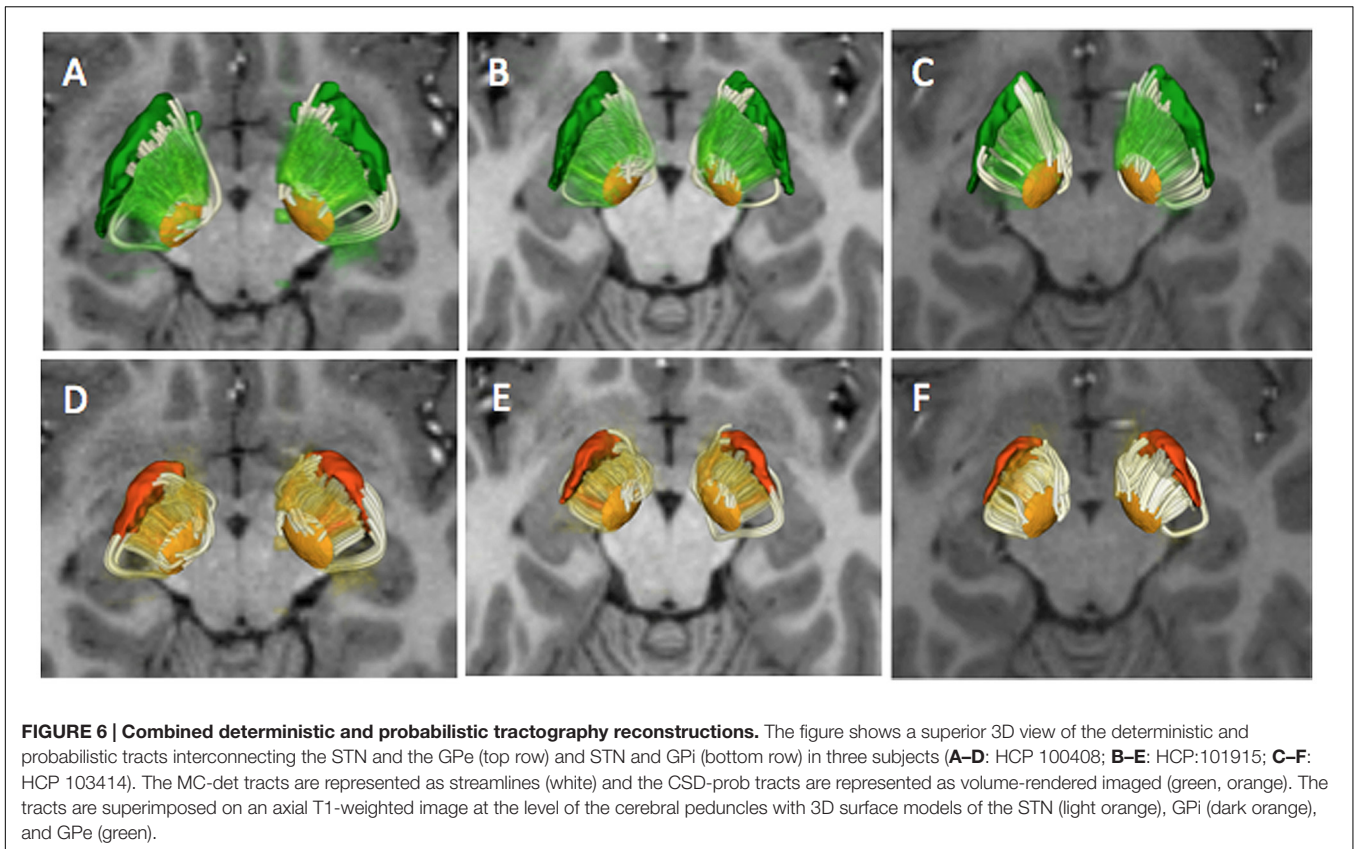 A
B
C
D
E
F
FIGURE 6 | Combined deterministic and probabilistic tractography reconstructions. The figure shows a superior 3D view of the deterministic and
probabilistic tracts interconnecting the STN and the GPe (top row) and STN and GPi (bottom row) in three subjects (A–D: HCP 100408; B–E: HCP:101915; C–F:
HCP 103414). The MC-det tracts are represented as streamlines (white) and the CSD-prob tracts are represented as volume-rendered imaged (green, orange). The
tracts are superimposed on an axial T1-weighted image at the level of the cerebral peduncles with 3D surface models of the STN (light orange), GPi (dark orange),
and GPe (green).